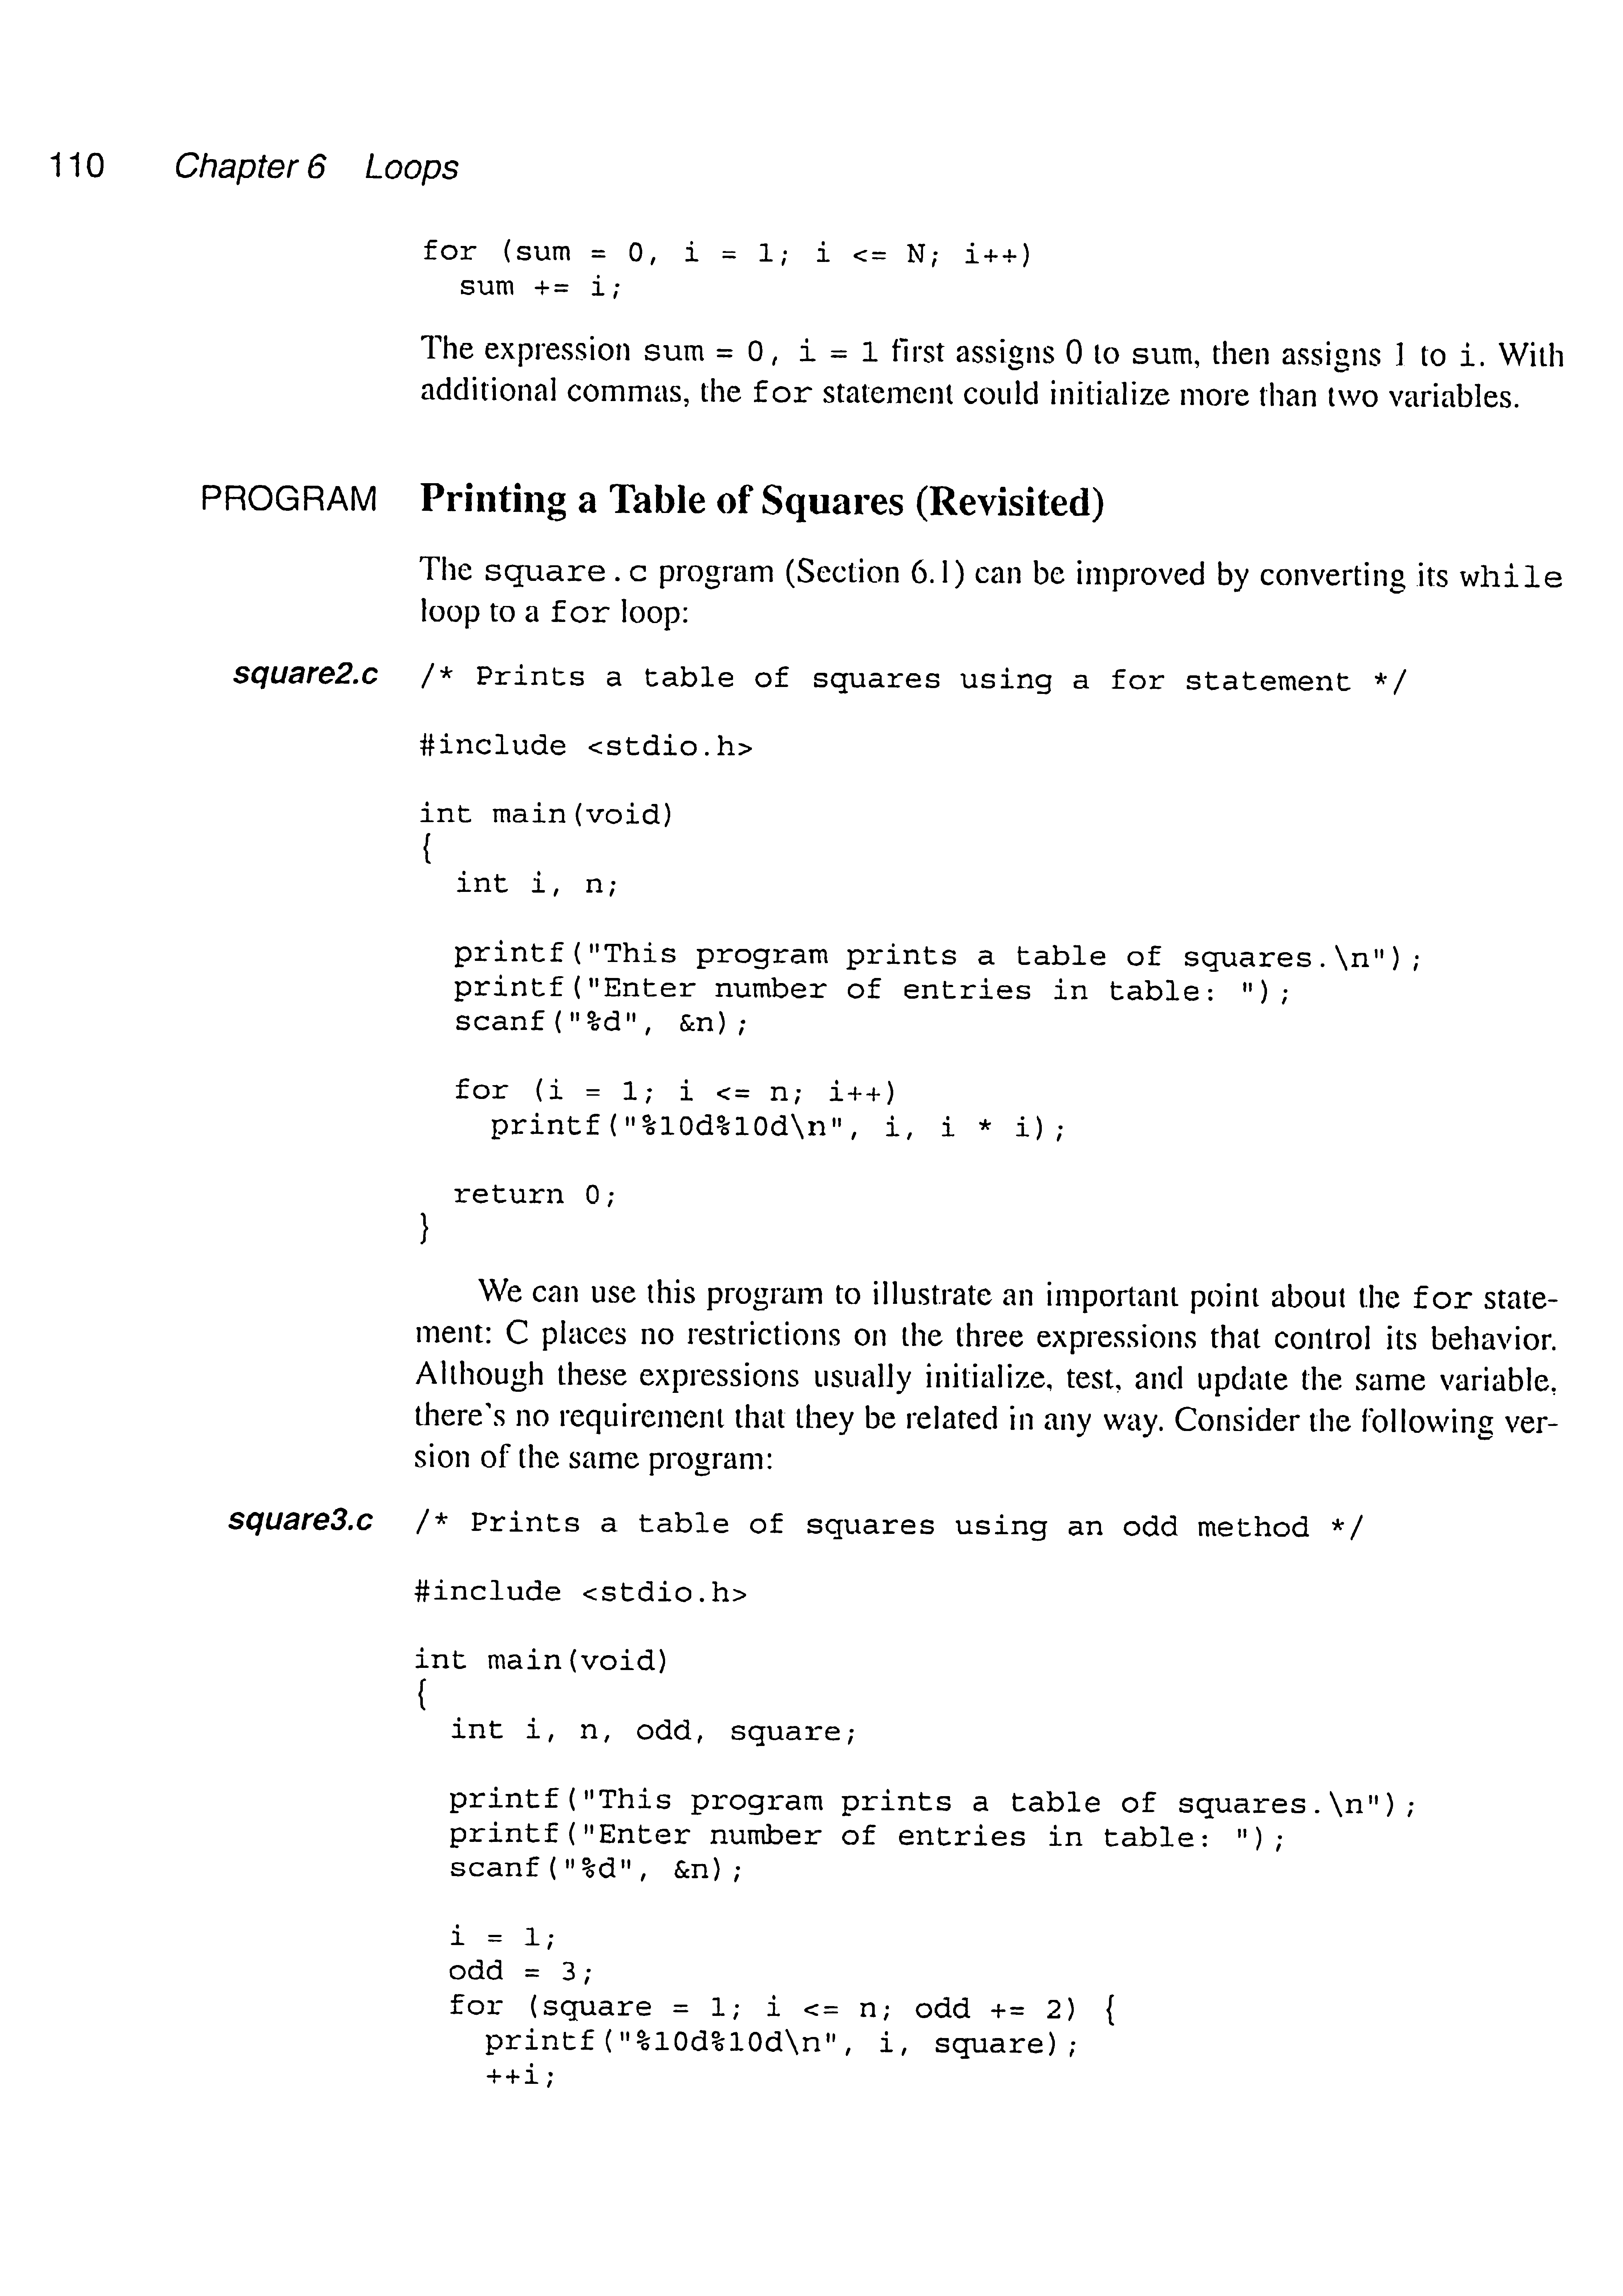 110 Chapter 6 Loops
for (sum = 0, i = 1; i <= N; i++)
  sum += i;
The expression sum = 0, i = 1 first assigns 0 to sum, then assigns 1 to i. With
additional commas, the for statement could initialize more than two variables.
PROGRAM Printing a Table of Squares (Revisited)
The square.c program (Section 6.1) can be improved by converting its while
loop to a for loop:
square2.c /* Prints a table of squares using a for statement */
#include <stdio.h>
int main(void)
{
  int i, n;
  printf("This program prints a table of squares.\n");
  printf("Enter number of entries in table: ");
  scanf("%d", &n);
  for (i = 1; i <= n; i++)
    printf("%10d%10d\n", i, i * i);
  return 0;
}
We can use this program to illustrate an important point about the for state-
ment: C places no restrictions on the three expressions that control its behavior.
Although these expressions usually initialize, test, and update the same variable,
there's no requirement that they be related in any way. Consider the following ver-
sion of the same program:
square3.c /* Prints a table of squares using an odd method */
#include <stdio.h>
int main(void)
{
  int i, n, odd, square;
  printf("This program prints a table of squares.\n");
  printf("Enter number of entries in table: ");
  scanf("%d", &n);
  i = 1;
  odd = 3;
  for (square = 1; i <= n; odd += 2) {
    printf("%10d%10d\n", i, square);
    ++i;